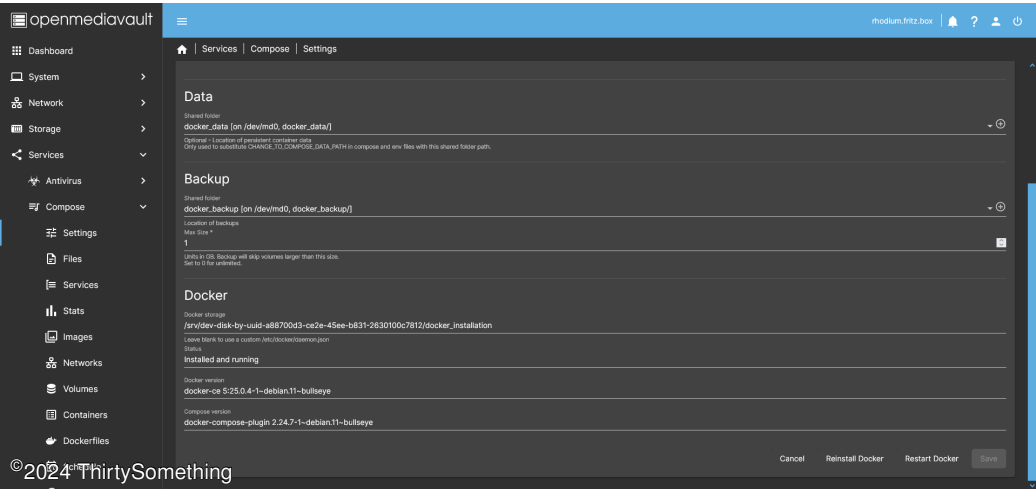 openmediavault
rhodium.fritz.box
Dashboard
System
Network
Storage
Services
Antivirus
Compose
Settings
Files
Services
Stats
Images
Networks
Volumes
Containers
Dockerfiles
Schedule
Services | Compose | Settings
Data
Shared folder
docker_data [on /dev/md0, docker_data/]
Optional - Location of persistent container data
Only used to substitute CHANGE_TO_COMPOSE_DATA_PATH in compose and env files with this shared folder path.
Backup
Shared folder
docker_backup [on /dev/md0, docker_backup/]
Location of backups
Max Size *
1
Units in GB. Backup will skip volumes larger than this size.
Set to 0 for unlimited.
Docker
Docker storage
/srv/dev-disk-by-uuid-a88700d3-ce2e-45ee-b831-2630100c7812/docker_installation
Leave blank to use a custom /etc/docker/daemon.json
Status
Installed and running
Docker version
docker-ce 5:25.0.4-1~debian.11~bullseye
Compose version
docker-compose-plugin 2.24.7-1~debian.11~bullseye
Cancel Reinstall Docker Restart Docker Save
©2024 ThirtySomething